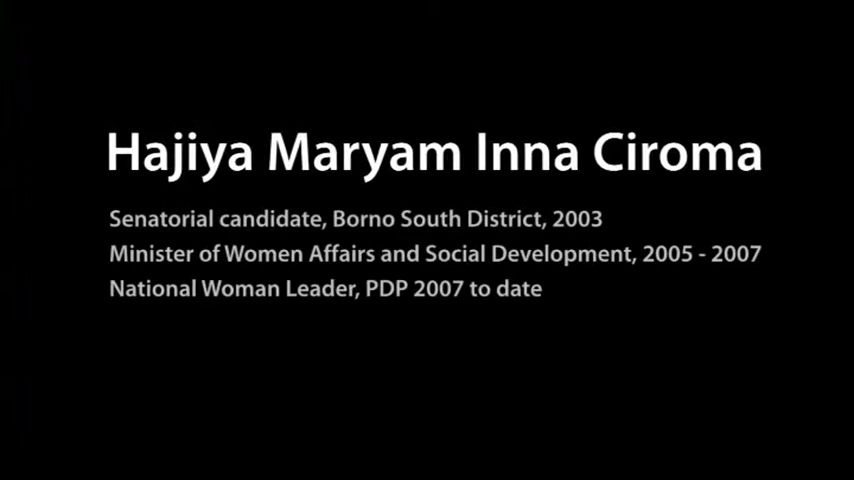 Hajiya Maryam Inna Ciroma
Senatorial candidate, Borno South District, 2003
Minister of Women Affairs and Social Development, 2005 - 2007
National Woman Leader, PDP 2007 to date